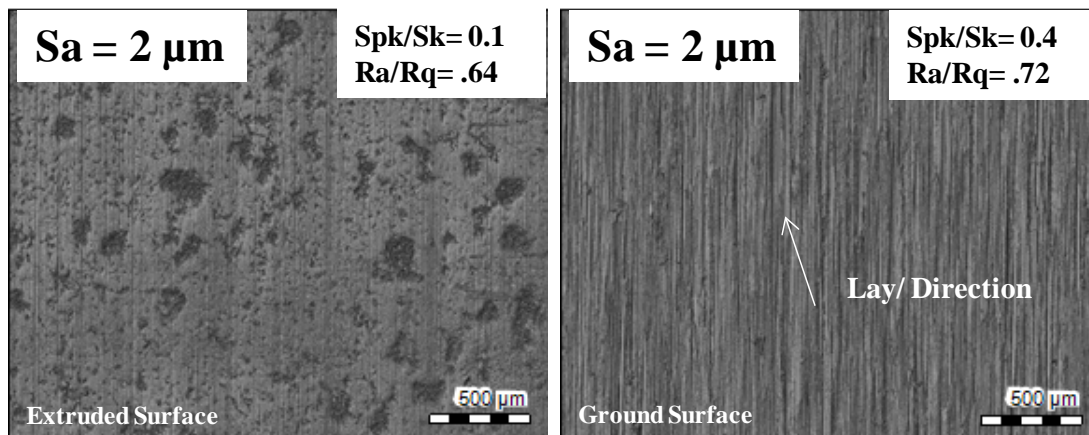 Sa = 2 µm
Spk/Sk= 0.1
Ra/Rq= .64
Extruded Surface
500 µm
Sa = 2 µm
Spk/Sk= 0.4
Ra/Rq= .72
Lay/ Direction
Ground Surface
500 µm